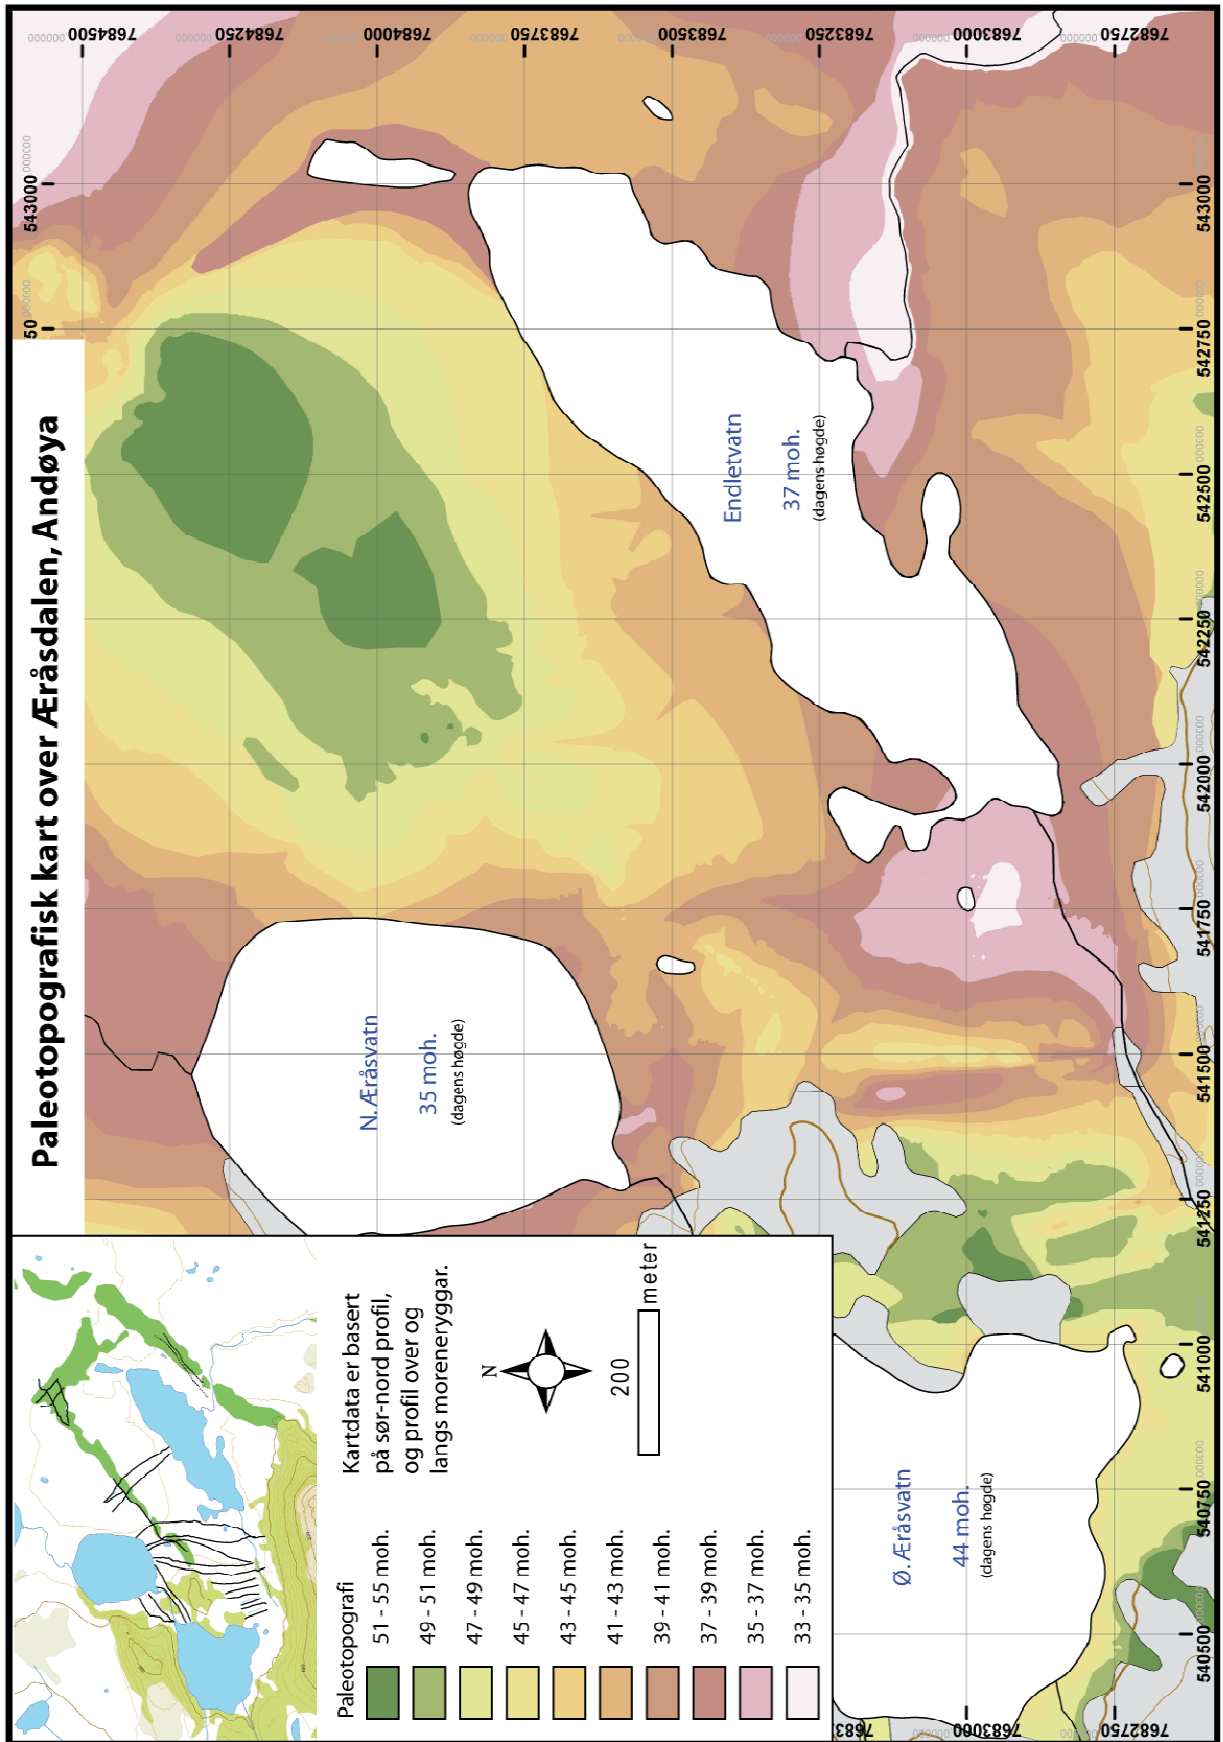 Paleotopografisk kart over Æråsdalen, Andøya
7684500
7684250
7684000
7683750
7683500
7683250
7683000
7682750
543000
50
N. Æråsvatn
35 moh.
(dagens høgde)
Endletvatn
37 moh.
(dagens høgde)
Ø. Æråsvatn
44 moh.
(dagens høgde)
543000
542750
542500
542250
542000
541750
541500
541250
541000
540750
540500
Kartdata er basert
på sør-nord profil,
og profil over og
langs moreneryggar.
N
200
meter
Paleotopografi
51 - 55 moh.
49 - 51 moh.
47 - 49 moh.
45 - 47 moh.
43 - 45 moh.
41 - 43 moh.
39 - 41 moh.
37 - 39 moh.
35 - 37 moh.
33 - 35 moh.
7683
7683000
7682750